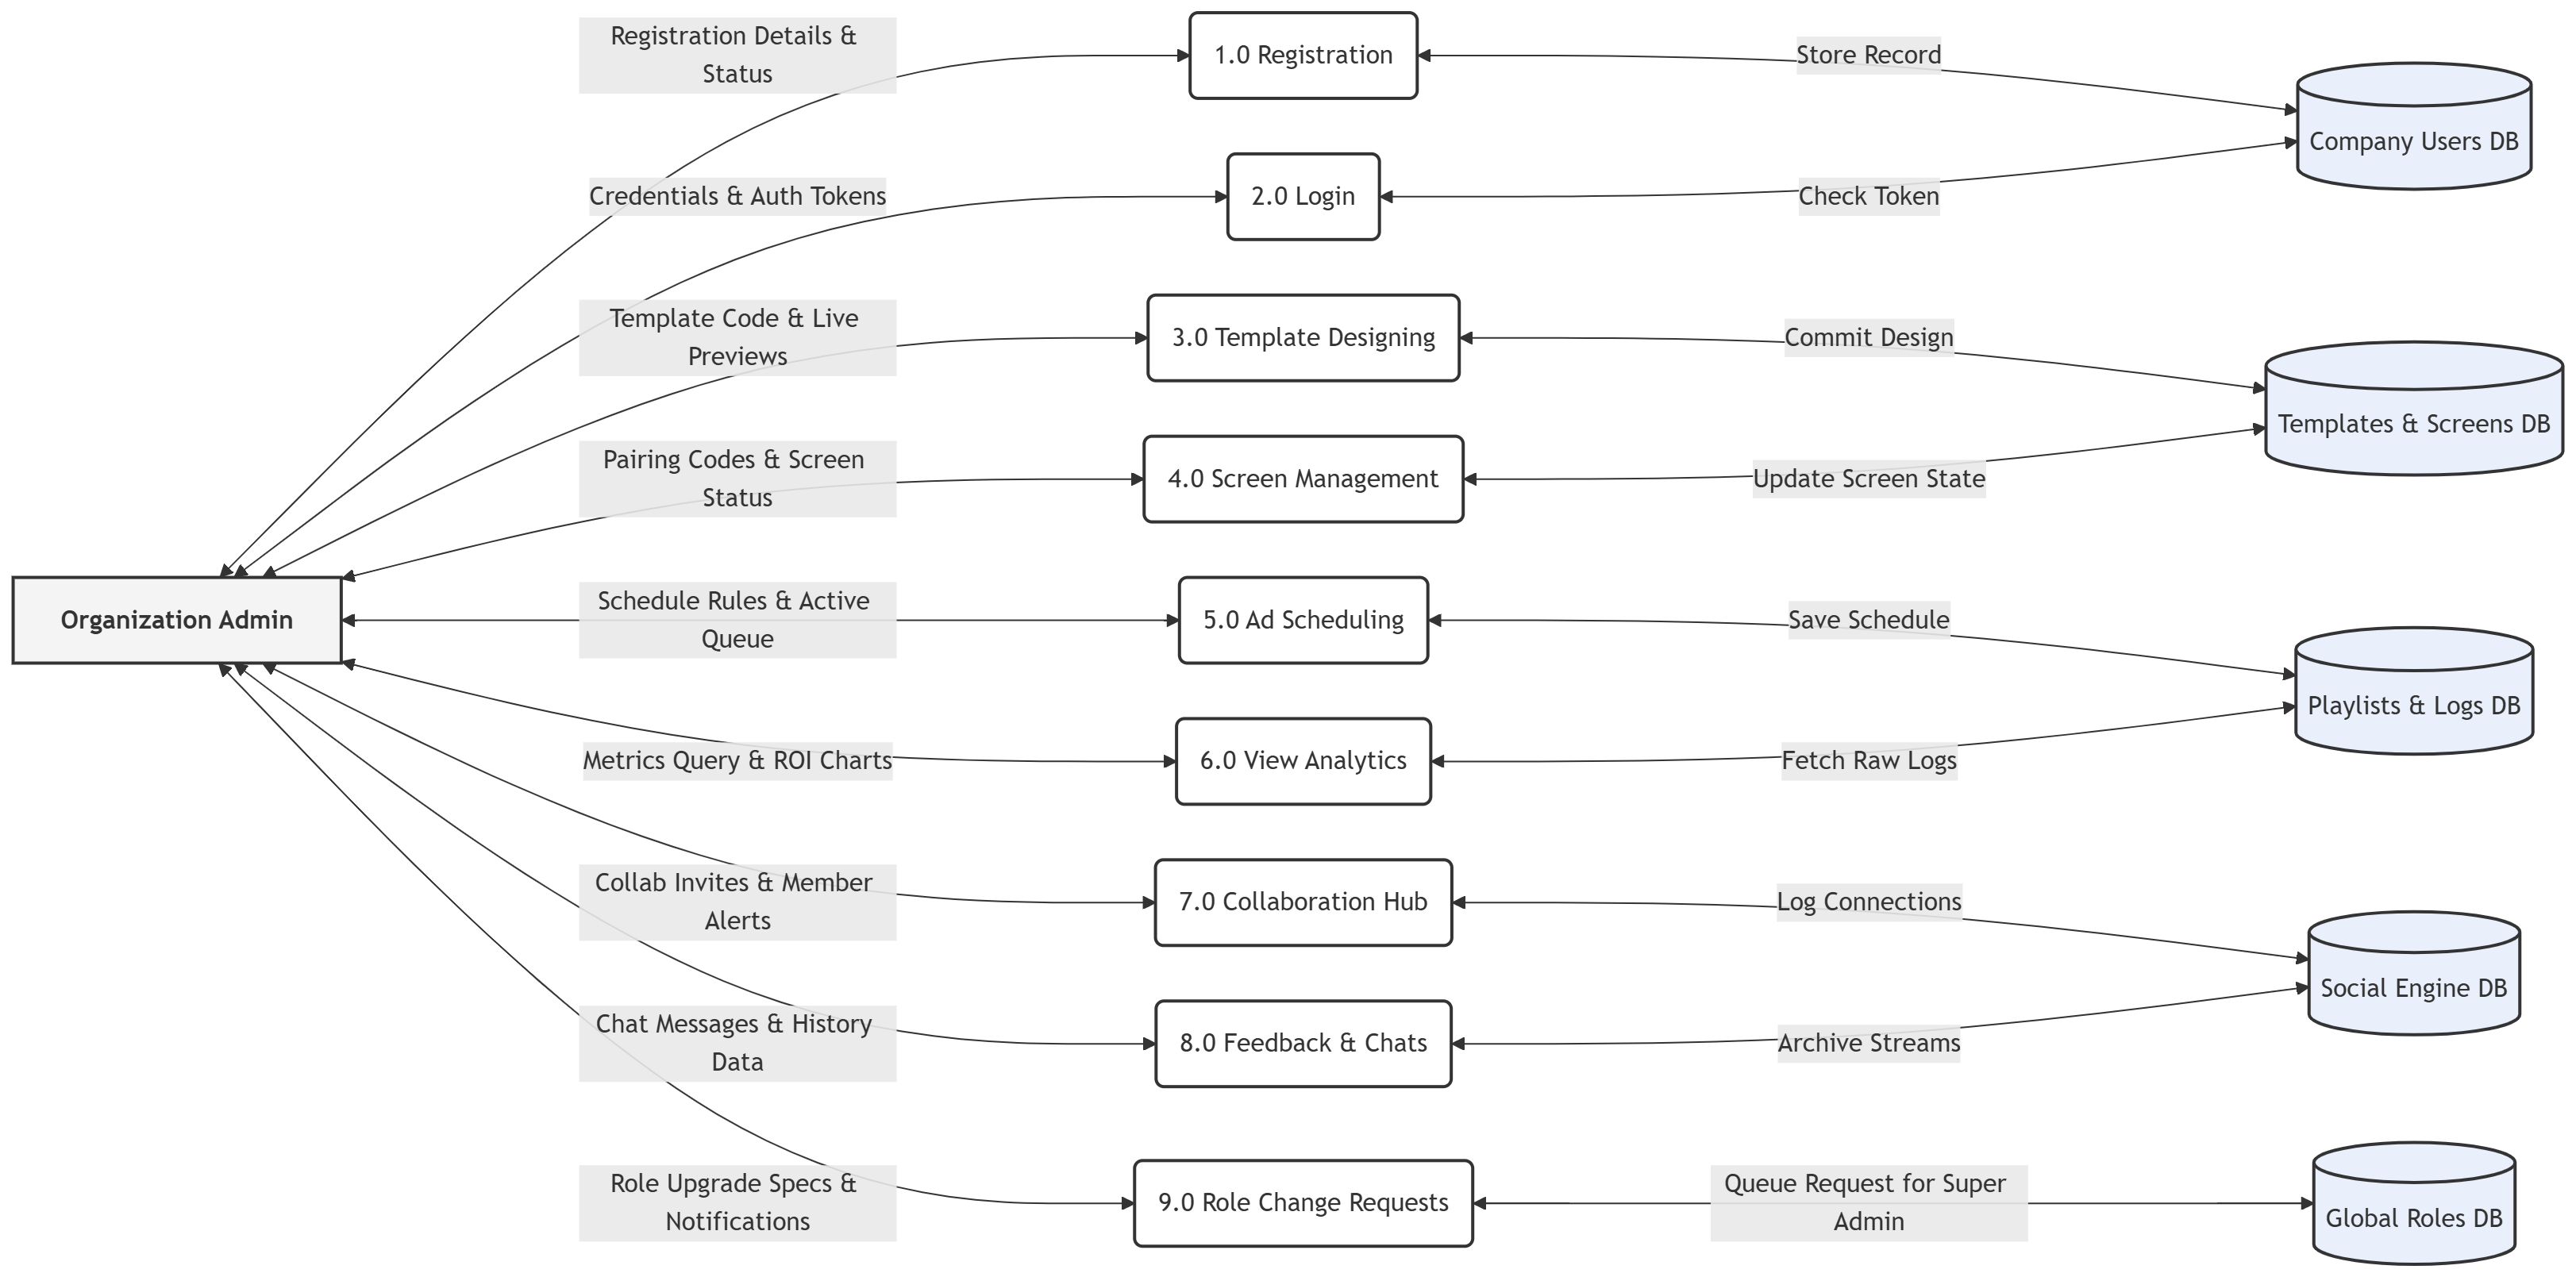 Registration Details &
Status
1.0 Registration
Store Record
Company Users DB
Credentials & Auth Tokens
2.0 Login
Check Token
Template Code & Live
Previews
3.0 Template Designing
Commit Design
Templates & Screens DB
Pairing Codes & Screen
Status
4.0 Screen Management
Update Screen State
Organization Admin
Schedule Rules & Active
Queue
5.0 Ad Scheduling
Save Schedule
Playlists & Logs DB
Metrics Query & ROI Charts
6.0 View Analytics
Fetch Raw Logs
Collab Invites & Member
Alerts
7.0 Collaboration Hub
Log Connections
Social Engine DB
Chat Messages & History
Data
8.0 Feedback & Chats
Archive Streams
Role Upgrade Specs &
Notifications
9.0 Role Change Requests
Queue Request for Super
Admin
Global Roles DB